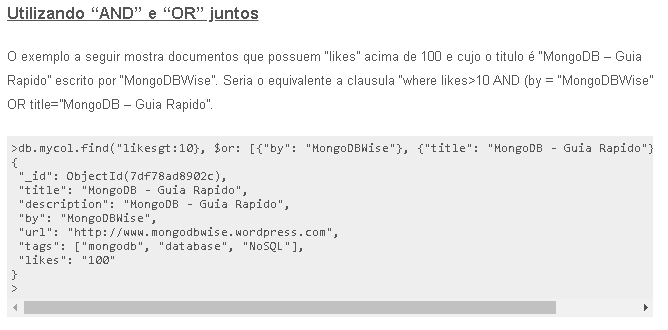 Utilizando “AND” e “OR” juntos
O exemplo a seguir mostra documentos que possuem "likes" acima de 100 e cujo o titulo é "MongoDB – Guia
Rapido" escrito por "MongoDBWise". Seria o equivalente a clausula "where likes>10 AND (by = "MongoDBWise"
OR title="MongoDB – Guia Rapido".
>db.mycol.find("likesgt:10}, $or: [{"by": "MongoDBWise"}, {"title": "MongoDB - Guia Rapido"}
{
"_id": ObjectId(7df78ad8902c),
"title": "MongoDB - Guia Rapido",
"description": "MongoDB - Guia Rapido",
"by": "MongoDBWise",
"url": "http://www.mongodbwise.wordpress.com",
"tags": ["mongodb", "database", "NoSQL"],
"likes": "100"
}
>